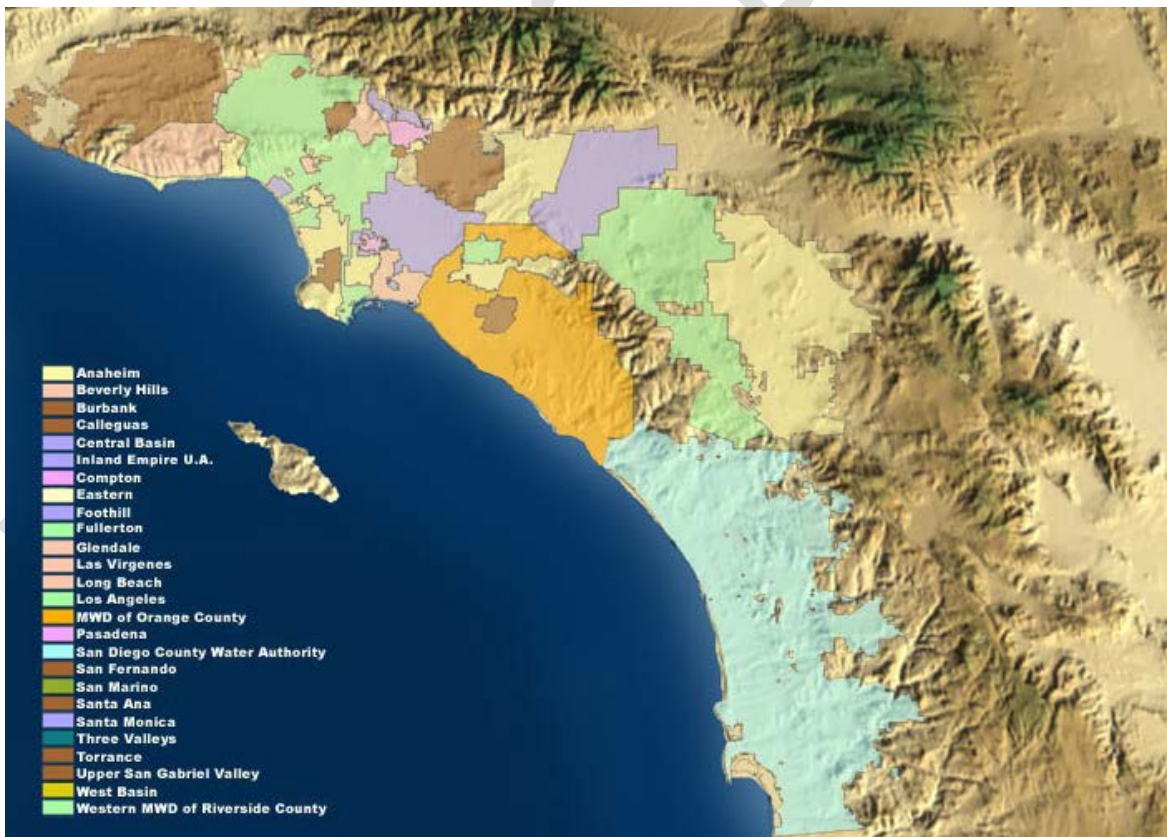 Anaheim
Beverly Hills
Burbank
Calleguas
Central Basin
Inland Empire U.A.
Compton
Eastern
Foothill
Fullerton
Glendale
Las Virgenes
Long Beach
Los Angeles
MWD of Orange County
Pasadena
San Diego County Water Authority
San Fernando
San Marino
Santa Ana
Santa Monica
Three Valleys
Torrance
Upper San Gabriel Valley
West Basin
Western MWD of Riverside County